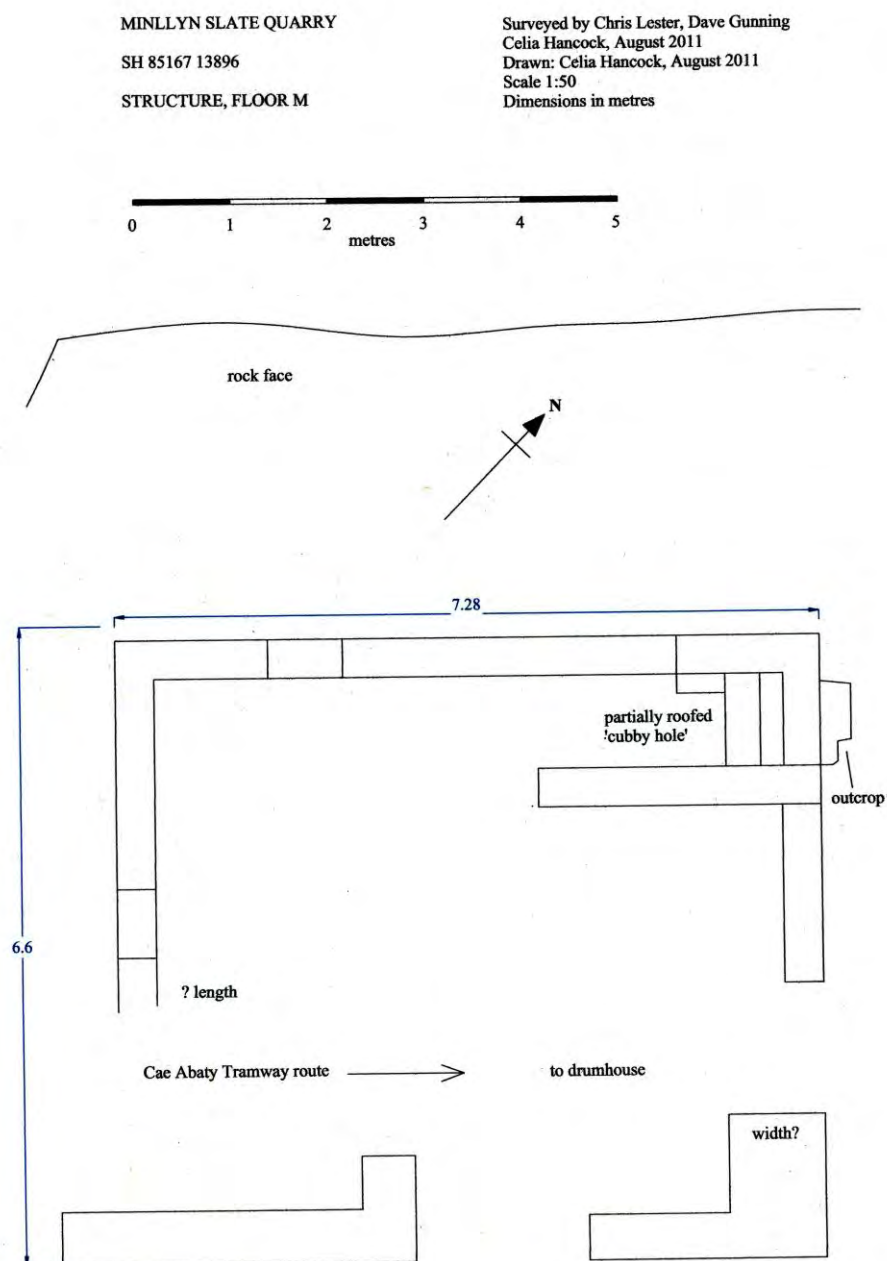 MINLLYN SLATE QUARRY
SH 85167 13896
STRUCTURE, FLOOR M
Surveyed by Chris Lester, Dave Gunning
Celia Hancock, August 2011
Drawn: Celia Hancock, August 2011
Scale 1:50
Dimensions in metres
0 1 2 3 4 5
metres
rock face
N
7.28
partially roofed
'cubby hole'
outcrop
6.6
? length
Cae Abaty Tramway route
to drumhouse
width?